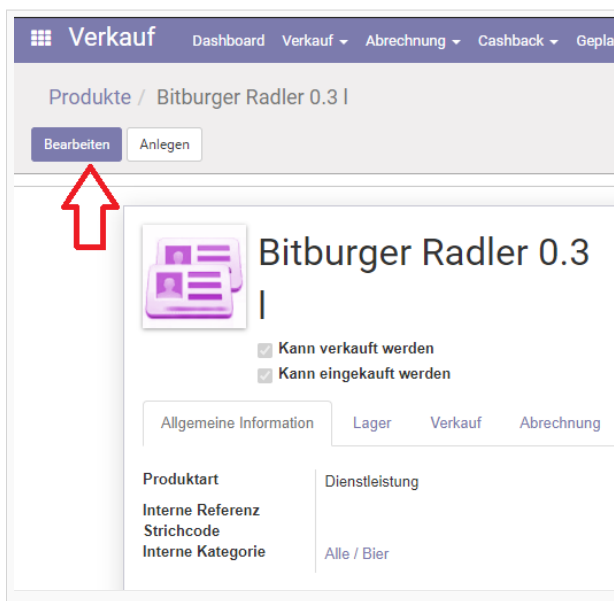 Verkauf Dashboard Verkauf Abrechnung Cashback Gepla
Produkte / Bitburger Radler 0.3 l
Bearbeiten Anlegen
Bitburger Radler 0.3
l
Kann verkauft werden
Kann eingekauft werden
Allgemeine Information Lager Verkauf Abrechnung
Produktart Dienstleistung
Interne Referenz
Strichcode
Interne Kategorie Alle / Bier